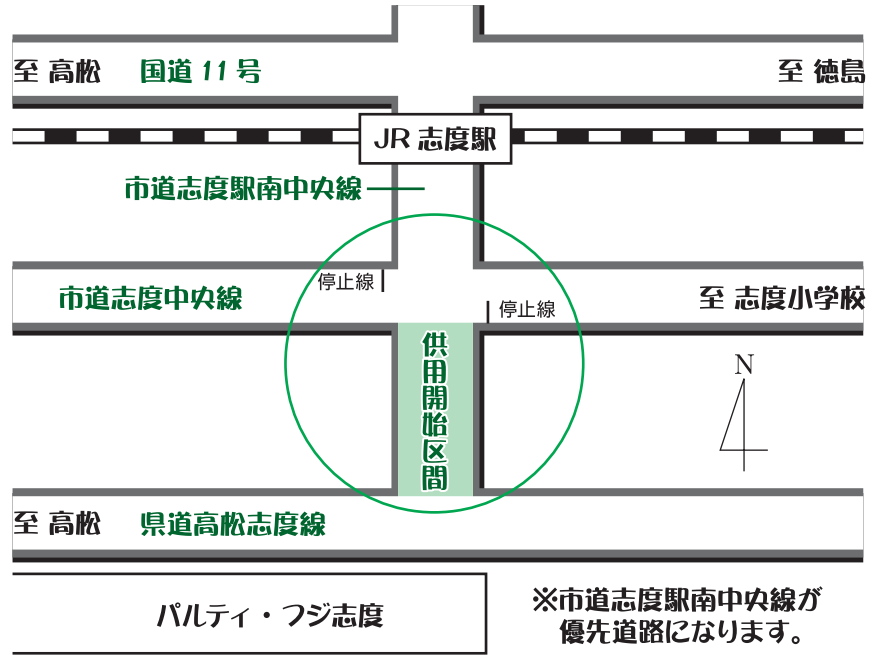 至 高松 国道 11 号 至 徳島
JR 志度駅
市道志度駅南中央線
停止線
市道志度中央線 至 志度小学校
停止線
供用開始区間
N
至 高松 県道高松志度線
パルティ・フジ志度
※市道志度駅南中央線が
優先道路になります。